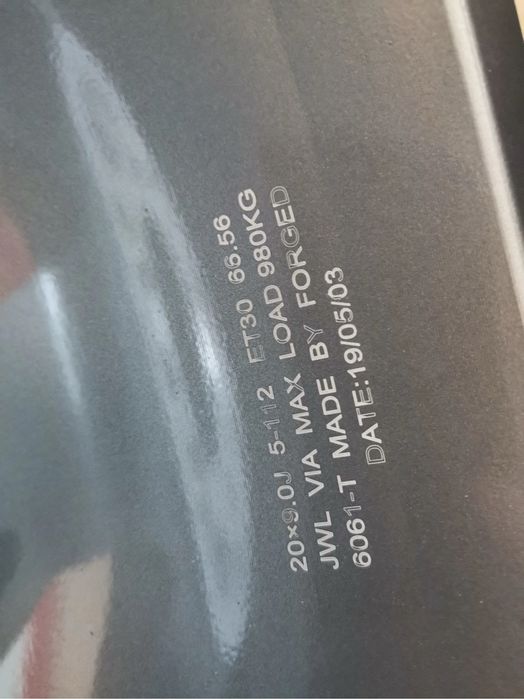 20×9.0J 5-112 ET30 66.56
JWL VIA MAX LOAD 980KG
6061-T MADE BY FORGED
DATE:19/05/03